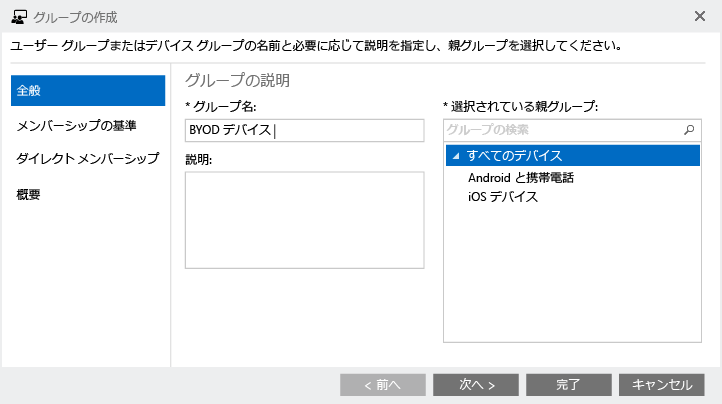 グループの作成
ユーザー グループまたはデバイス グループの名前と必要に応じて説明を指定し、親グループを選択してください。
全般
メンバーシップの基準
ダイレクト メンバーシップ
概要
グループの説明
* グループ名:
BYOD デバイス
説明:
* 選択されている親グループ:
グループの検索
すべてのデバイス
Android と携帯電話
iOS デバイス
< 前へ
次へ >
完了
キャンセル